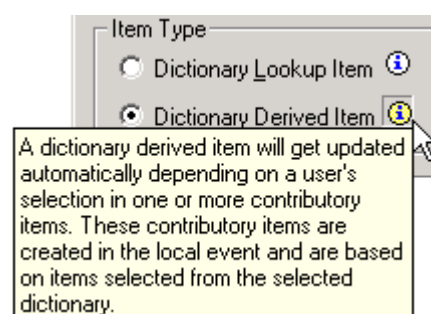 Item Type
Dictionary Lookup Item
Dictionary Derived Item
A dictionary derived item will get updated
automatically depending on a user's
selection in one or more contributory
items. These contributory items are
created in the local event and are based
on items selected from the selected
dictionary.